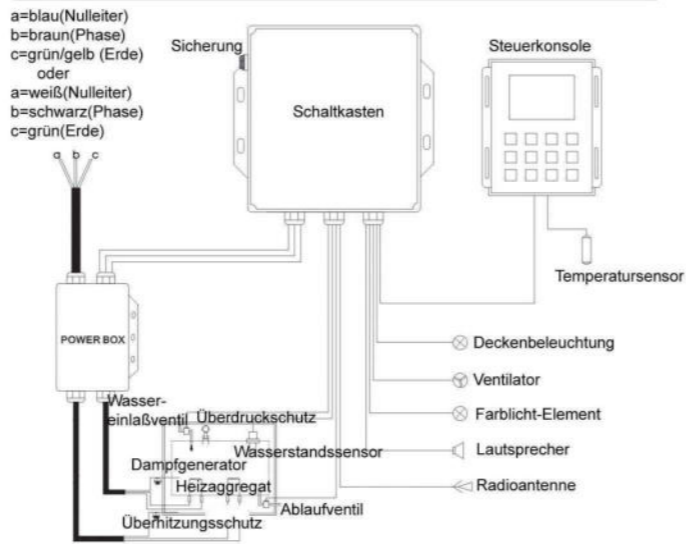 a=blau(Nulleiter)
b=braun(Phase)
c=grün/gelb (Erde)
oder
a=weiß(Nulleiter)
b=schwarz(Phase)
c=grün(Erde)
a b c
Sicherung
Schaltkasten
Steuerkonsole
Temperatursensor
POWER BOX
Deckenbeleuchtung
Ventilator
Farblicht-Element
Lautsprecher
Radioantenne
Wasser-
einlaßventil
Überdruckschutz
Wasserstandssensor
Dampfgenerator
Heizaggregat
Ablaufventil
Überhitzungsschutz